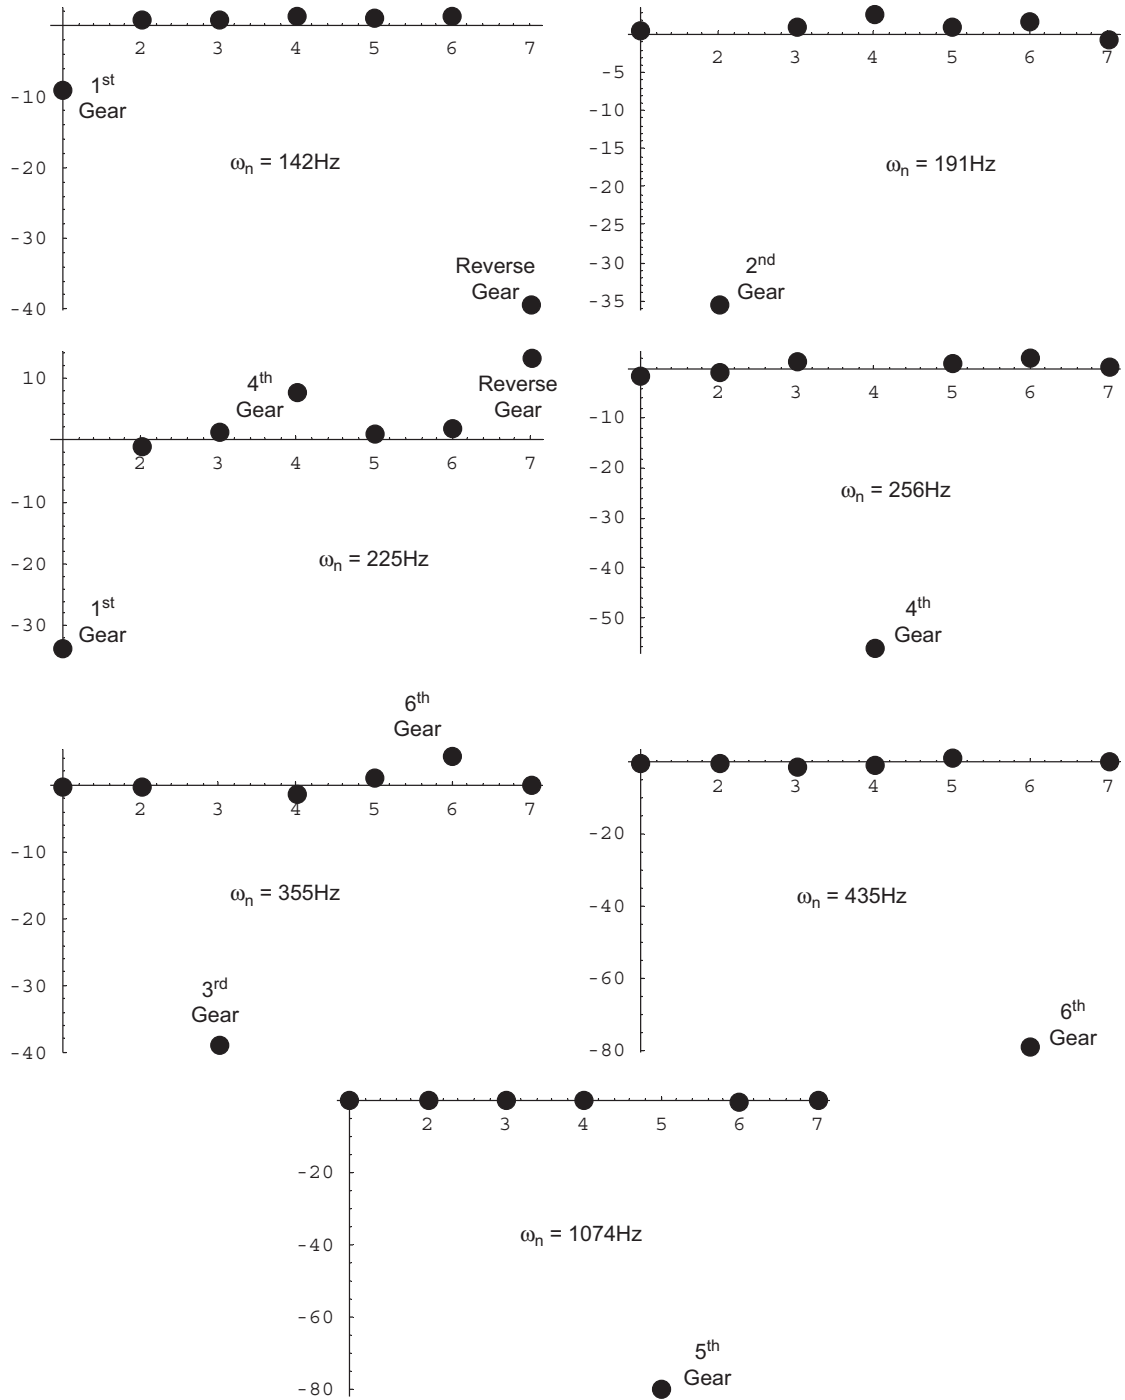 2 3 4 5 6 7
-10
-20
-30
-40
1st
Gear
ωn = 142Hz
Reverse
Gear
2 3 4 5 6 7
-5
-10
-15
-20
-25
-30
-35
ωn = 191Hz
2nd
Gear
10
-10
-20
-30
2 3 4 5 6 7
4th
Gear
Reverse
Gear
ωn = 225Hz
1st
Gear
2 3 4 5 6 7
-10
-20
-30
-40
-50
ωn = 256Hz
4th
Gear
6th
Gear
2 3 4 5 6 7
-10
-20
-30
-40
ωn = 355Hz
3rd
Gear
2 3 4 5 6 7
-20
-40
-60
-80
ωn = 435Hz
6th
Gear
2 3 4 5 6 7
-20
-40
-60
-80
ωn = 1074Hz
5th
Gear